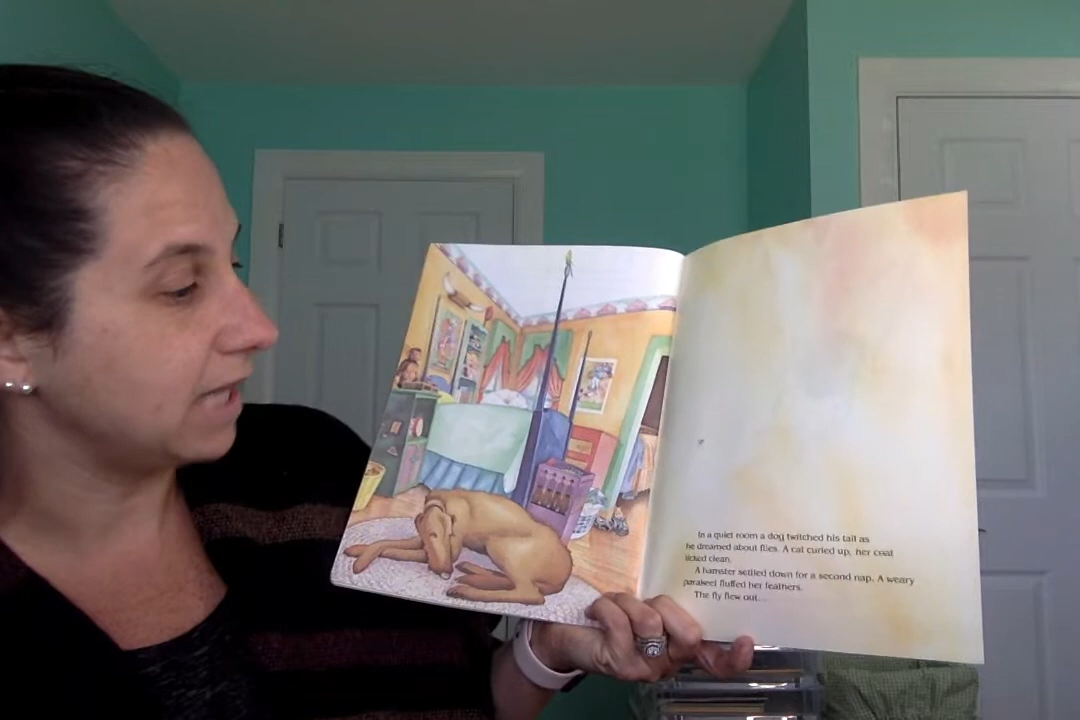 In a quiet room a dog twitched his tail as
he dreamed about flies. A cat curled up, her coat
licked clean.
A hamster settled down for a second nap. A weary
parakeet fluffed her feathers.
The fly flew out...